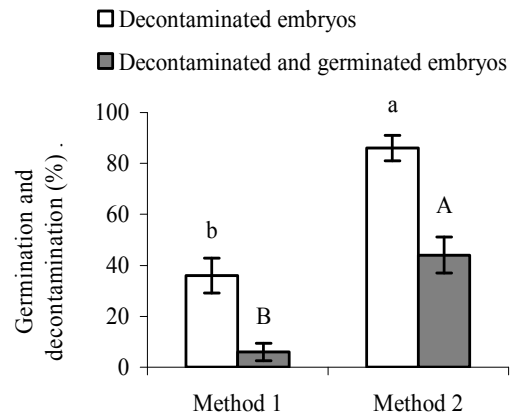 Decontaminated embryos
Decontaminated and germinated embryos
Germination and
decontamination (%) .
100
80
60
40
20
0
b
B
a
A
Method 1
Method 2